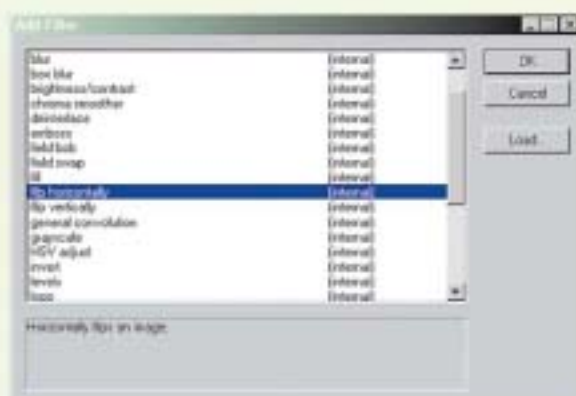 Add Filter
blur (internal)
box blur (internal)
brightness/contrast (internal)
chroma smoother (internal)
deinterlace (internal)
emboss (internal)
field bob (internal)
field swap (internal)
fill (internal)
flip horizontally (internal)
flip vertically (internal)
general convolution (internal)
grayscale (internal)
HSV adjust (internal)
invert (internal)
levels (internal)
logo (internal)
OK
Cancel
Load...
Horizontally flips an image.